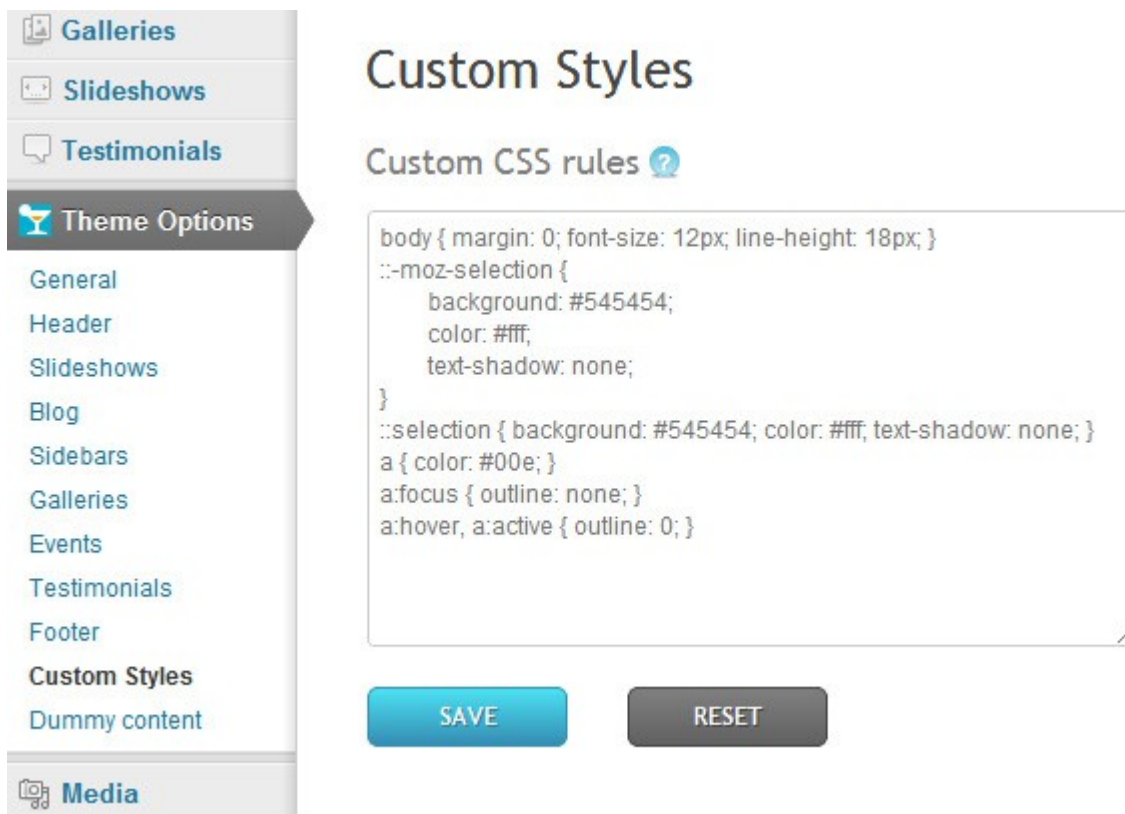 Galleries
Slideshows
Testimonials
Theme Options
General
Header
Slideshows
Blog
Sidebars
Galleries
Events
Testimonials
Footer
Custom Styles
Dummy content
Media
Custom Styles
Custom CSS rules ?
body { margin: 0; font-size: 12px; line-height: 18px; }
::-moz-selection {
background: #545454;
color: #fff;
text-shadow: none;
}
::selection { background: #545454; color: #fff; text-shadow: none; }
a { color: #00e; }
a:focus { outline: none; }
a:hover, a:active { outline: 0; }
SAVE
RESET